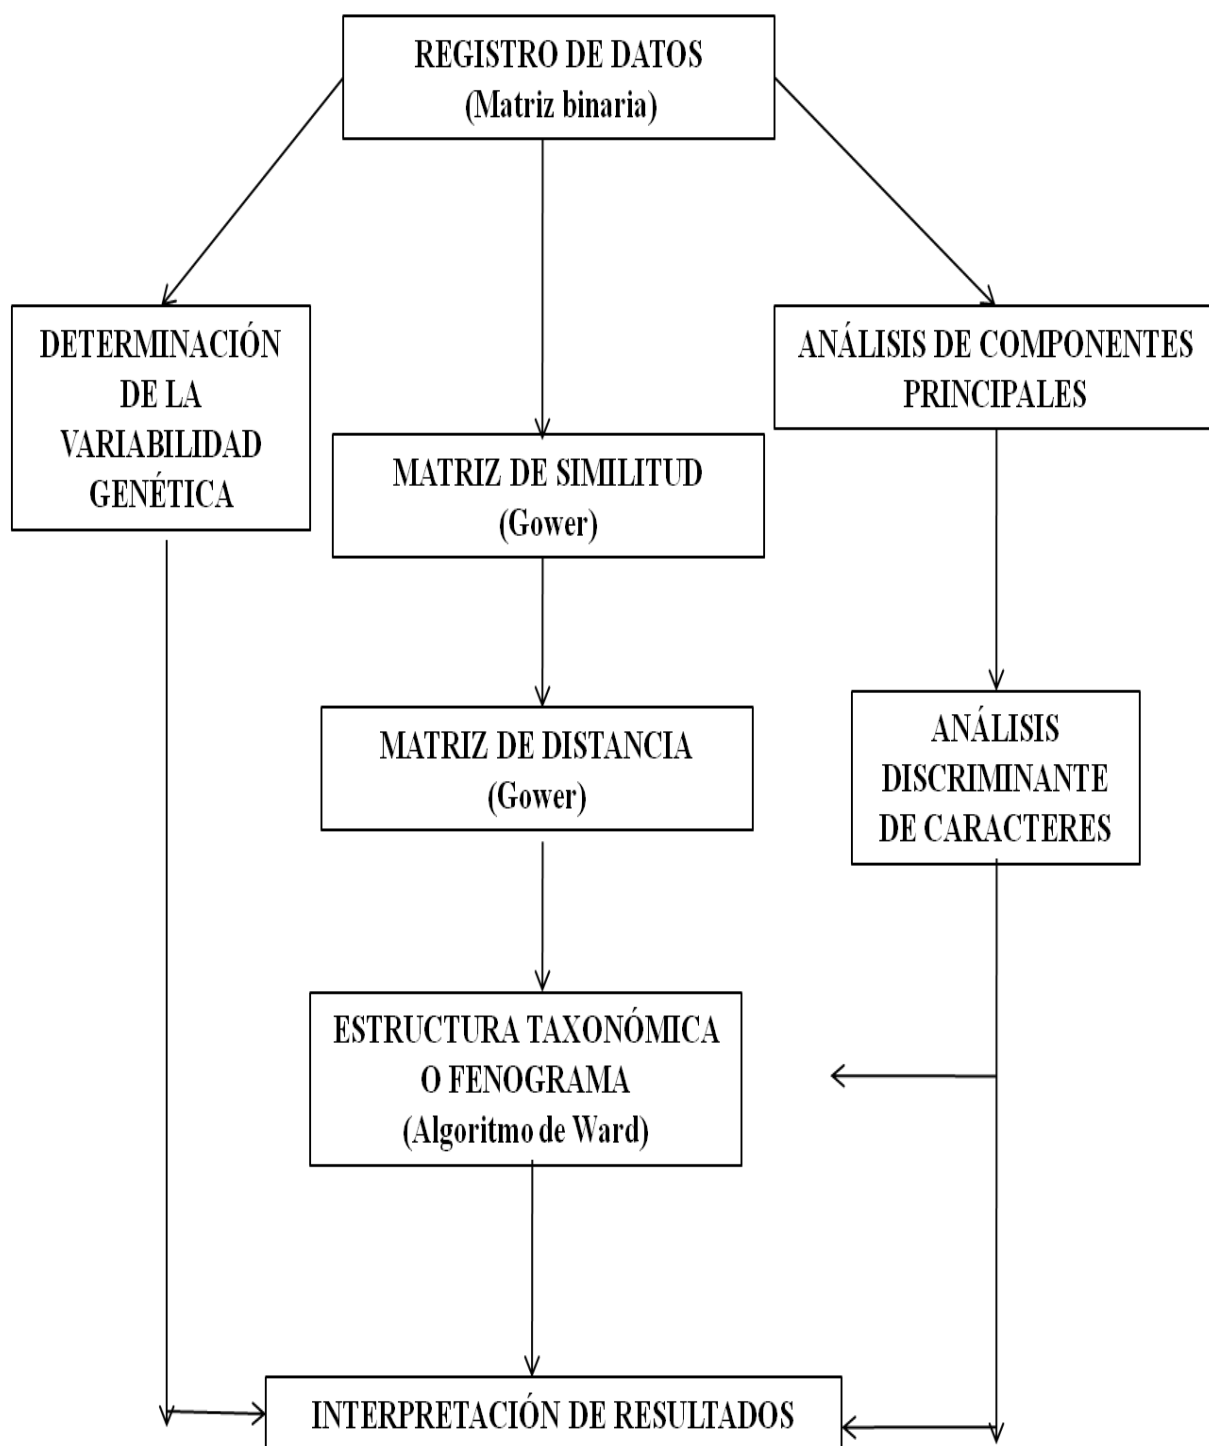 REGISTRO DE DATOS
(Matriz binaria)
DETERMINACIÓN
DE LA
VARIABILIDAD
GENÉTICA
ANÁLISIS DE COMPONENTES
PRINCIPALES
MATRIZ DE SIMILITUD
(Gower)
MATRIZ DE DISTANCIA
(Gower)
ANÁLISIS
DISCRIMINANTE
DE CARACTERES
ESTRUCTURA TAXONÓMICA
O FENOGRAMA
(Algoritmo de Ward)
INTERPRETACIÓN DE RESULTADOS